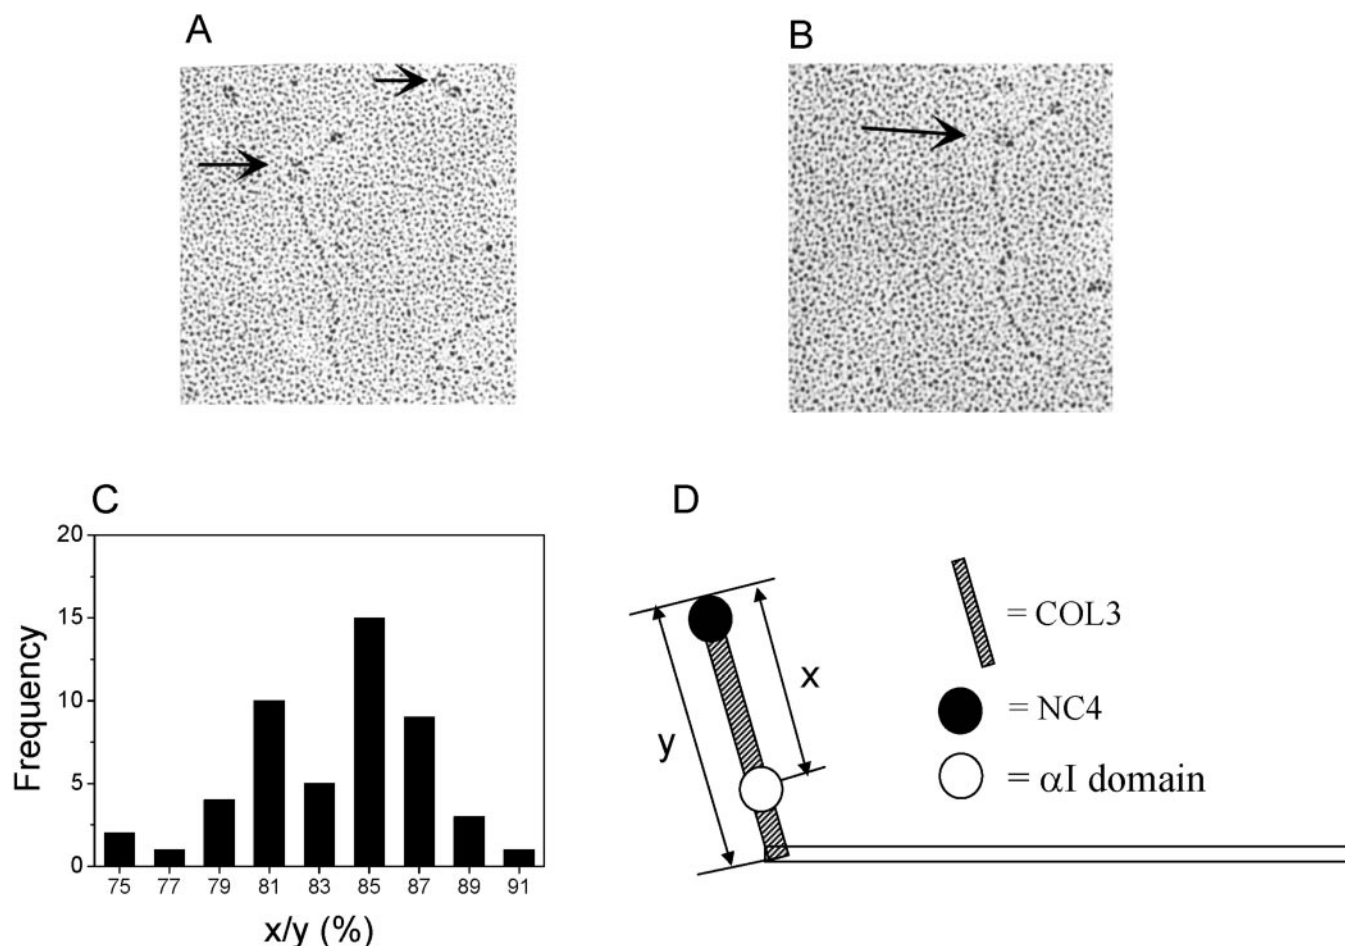 A
B
C
20
15
10
5
0
Frequency
75 77 79 81 83 85 87 89 91
x/y (%)
D
x
y
= COL3
= NC4
= αI domain